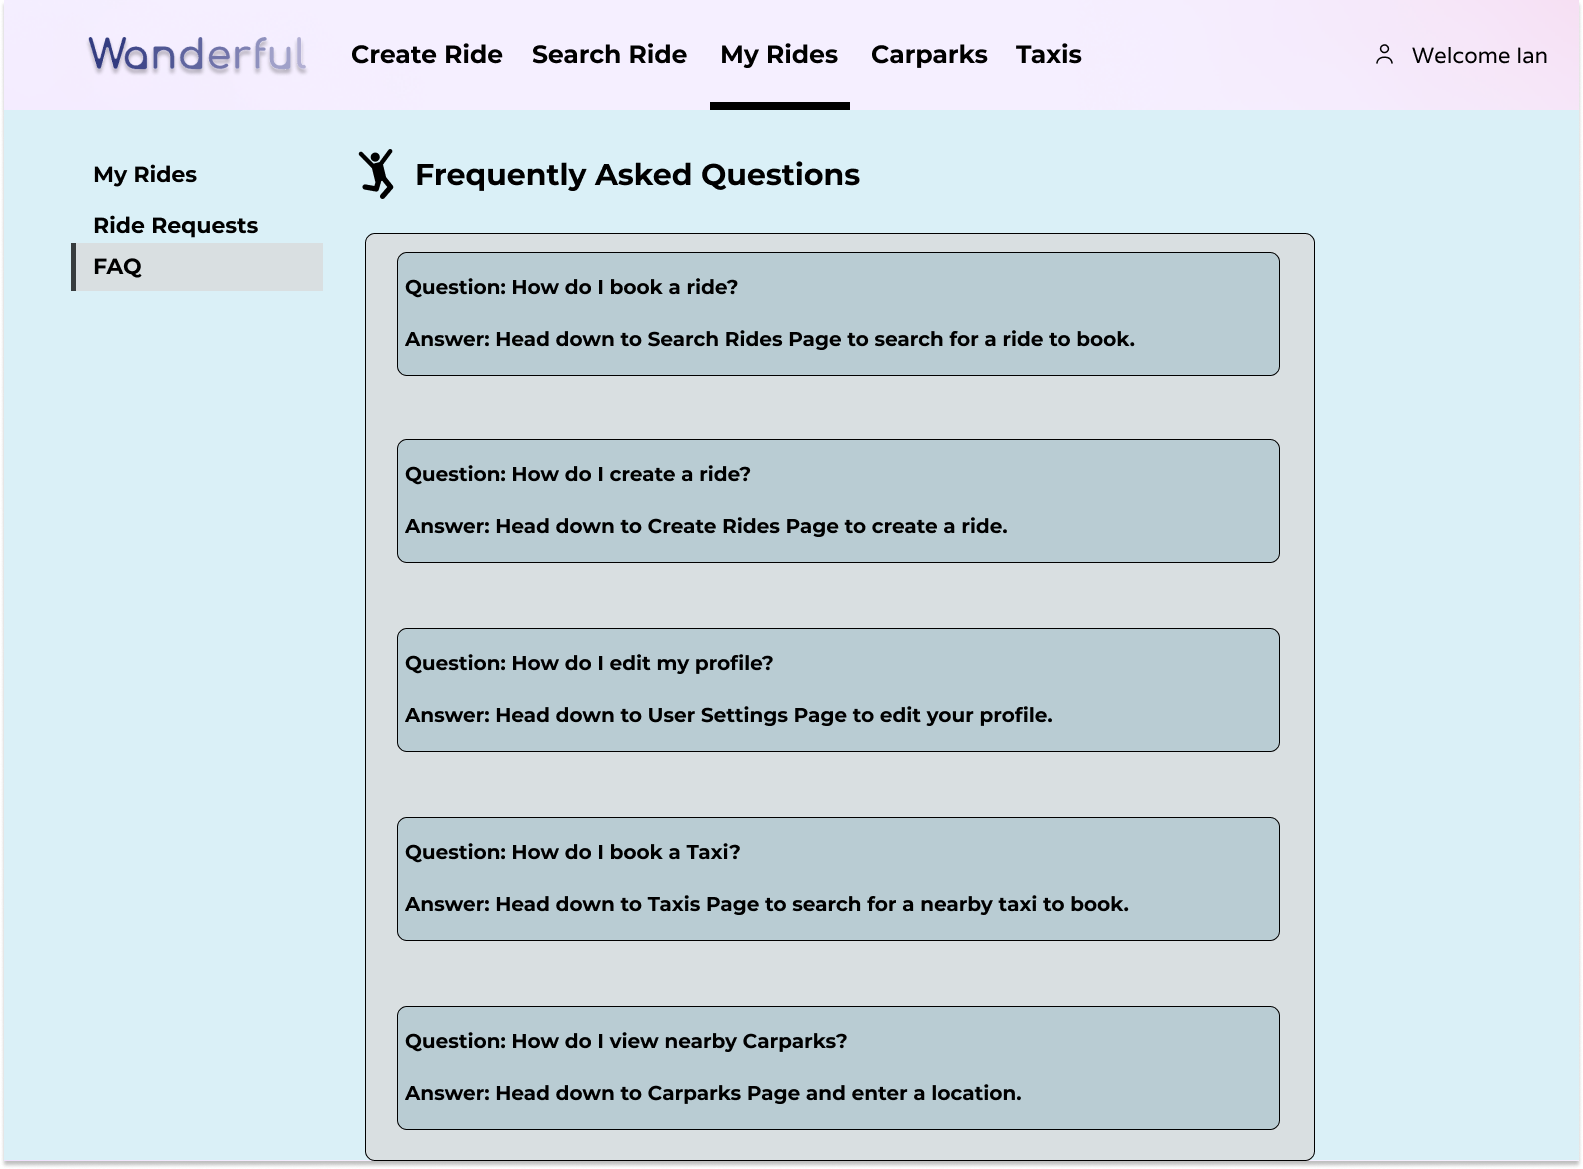 Wanderful
Create Ride
Search Ride
My Rides
Carparks
Taxis
Welcome Ian
My Rides
Ride Requests
FAQ
Frequently Asked Questions
Question: How do I book a ride?
Answer: Head down to Search Rides Page to search for a ride to book.
Question: How do I create a ride?
Answer: Head down to Create Rides Page to create a ride.
Question: How do I edit my profile?
Answer: Head down to User Settings Page to edit your profile.
Question: How do I book a Taxi?
Answer: Head down to Taxis Page to search for a nearby taxi to book.
Question: How do I view nearby Carparks?
Answer: Head down to Carparks Page and enter a location.